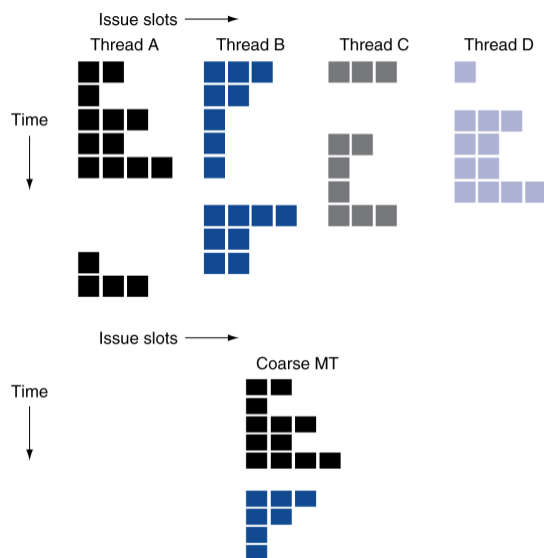 Issue slots
Thread A Thread B Thread C Thread D
Time
Issue slots
Coarse MT
Time